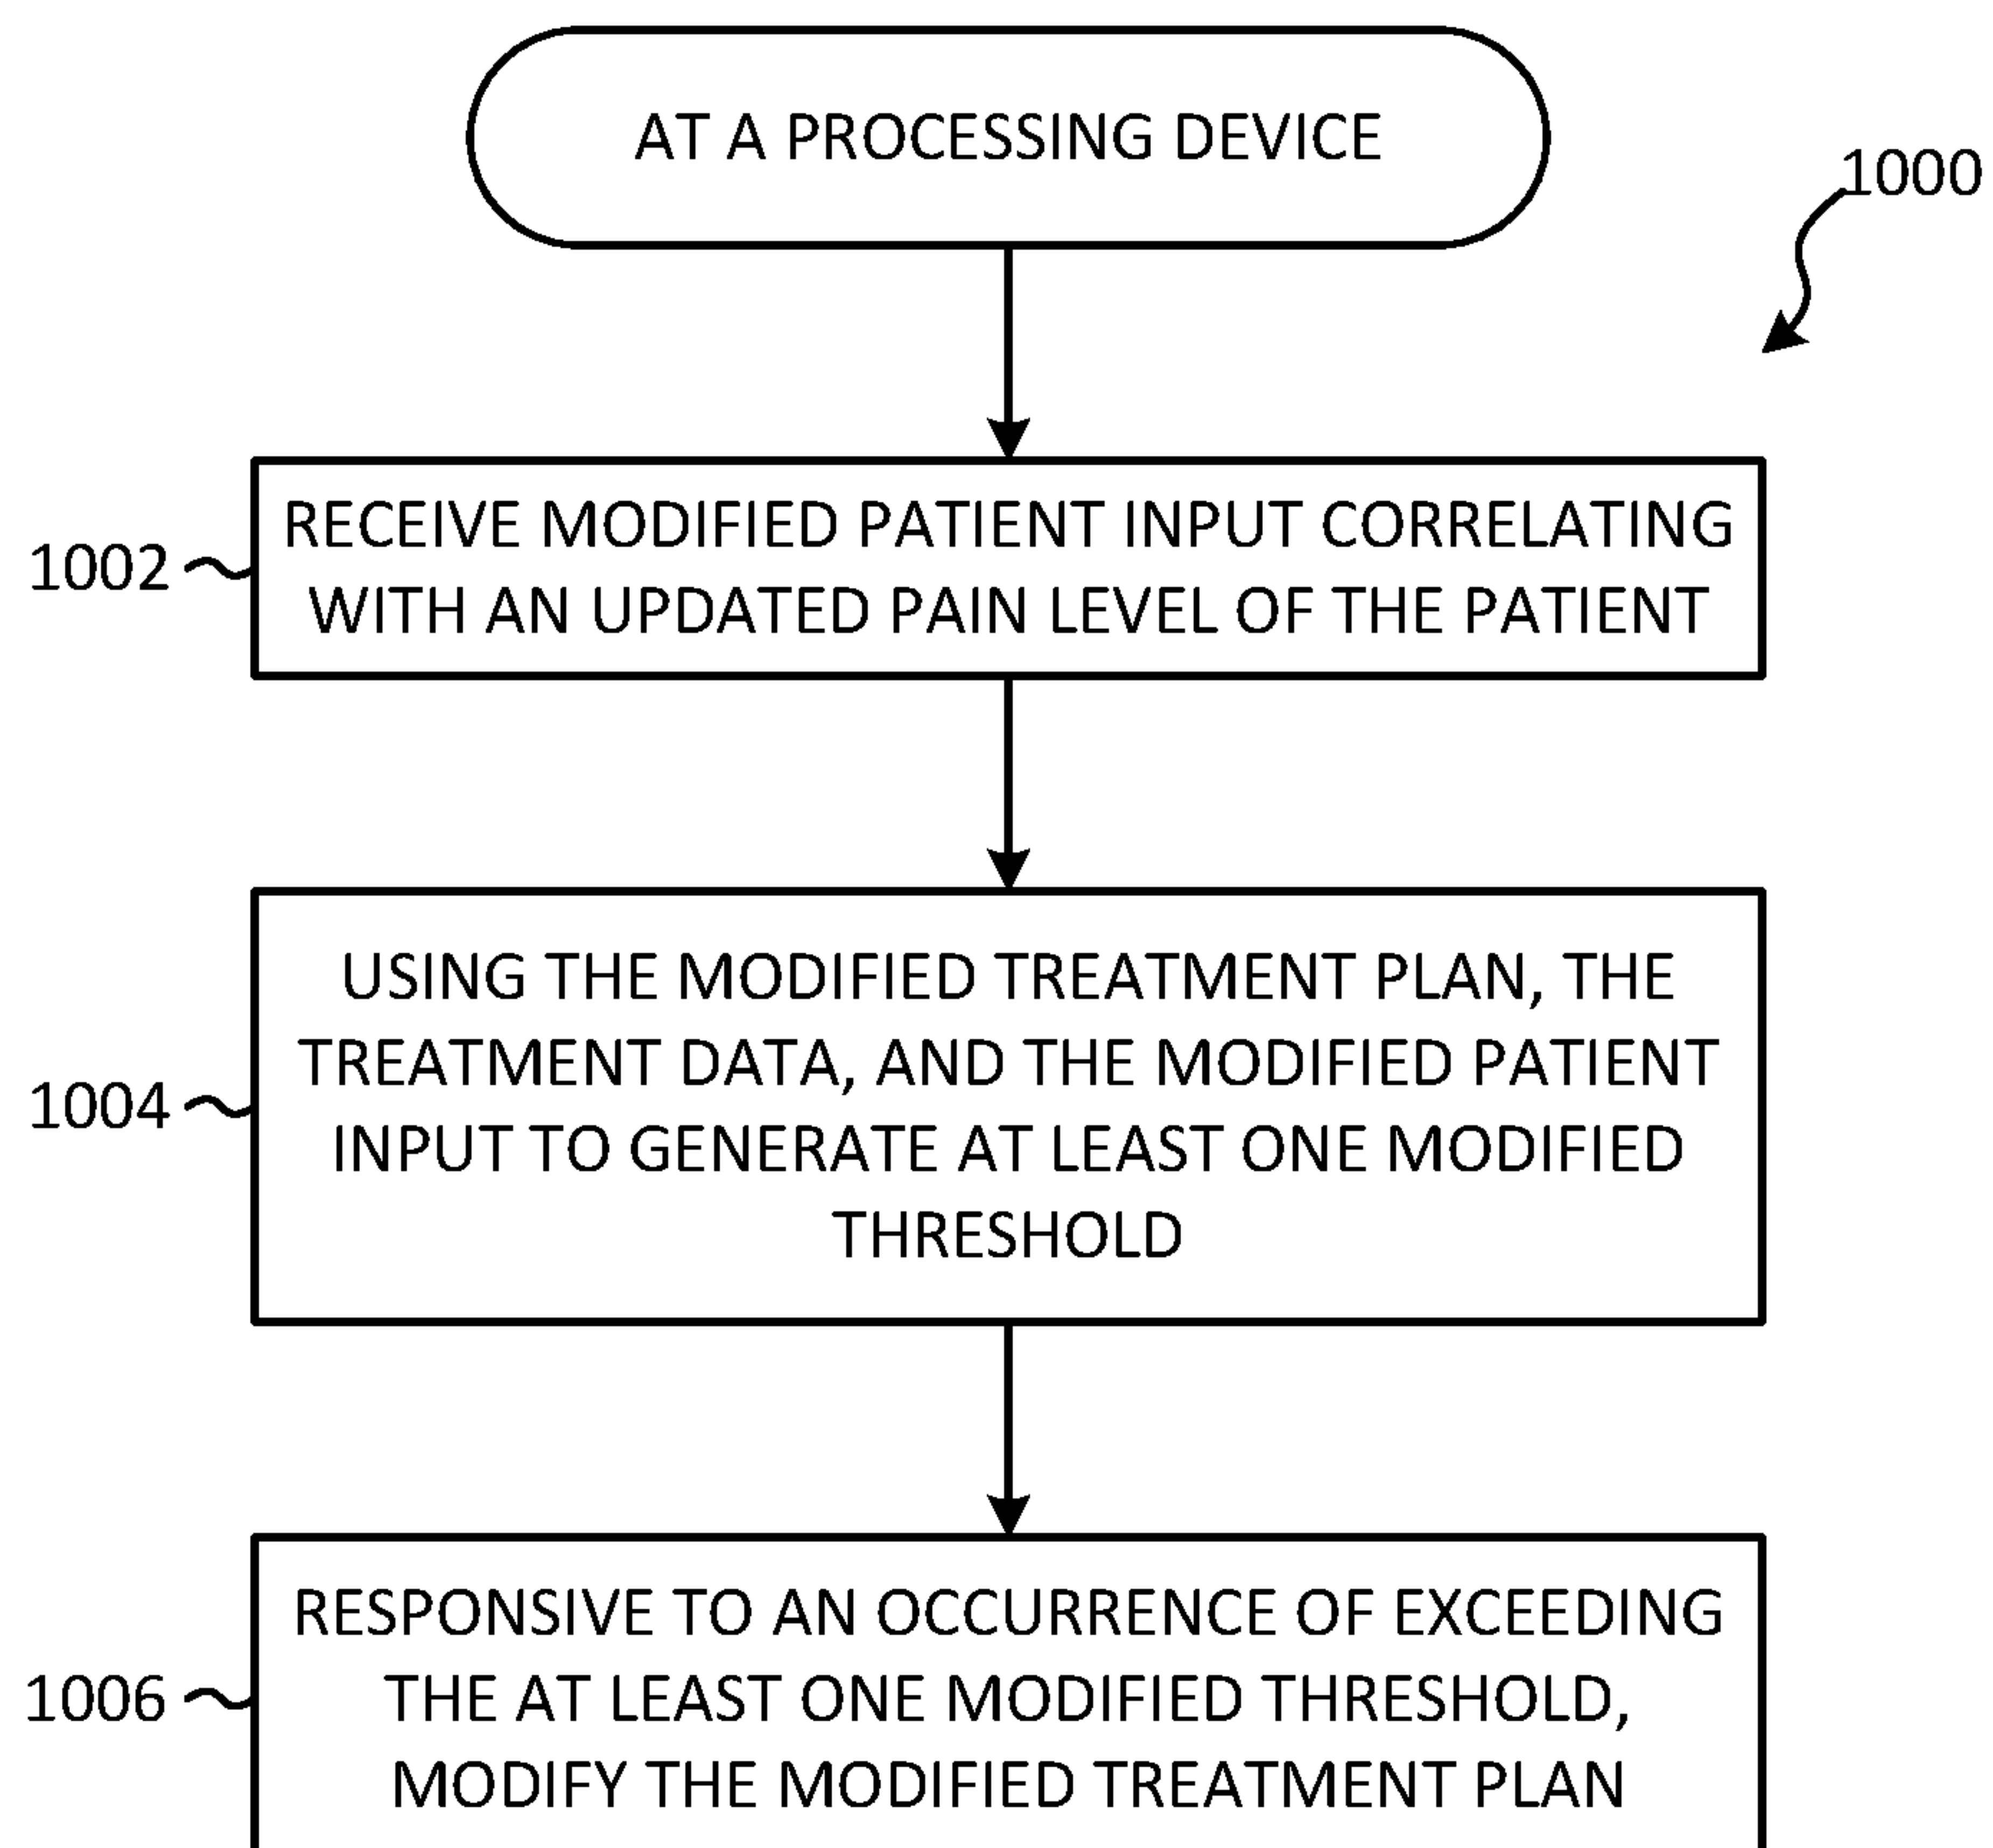 AT A PROCESSING DEVICE
1000
RECEIVE MODIFIED PATIENT INPUT CORRELATING
WITH AN UPDATED PAIN LEVEL OF THE PATIENT
1002
USING THE MODIFIED TREATMENT PLAN, THE
TREATMENT DATA, AND THE MODIFIED PATIENT
INPUT TO GENERATE AT LEAST ONE MODIFIED
THRESHOLD
1004
RESPONSIVE TO AN OCCURRENCE OF EXCEEDING
THE AT LEAST ONE MODIFIED THRESHOLD,
MODIFY THE MODIFIED TREATMENT PLAN
1006